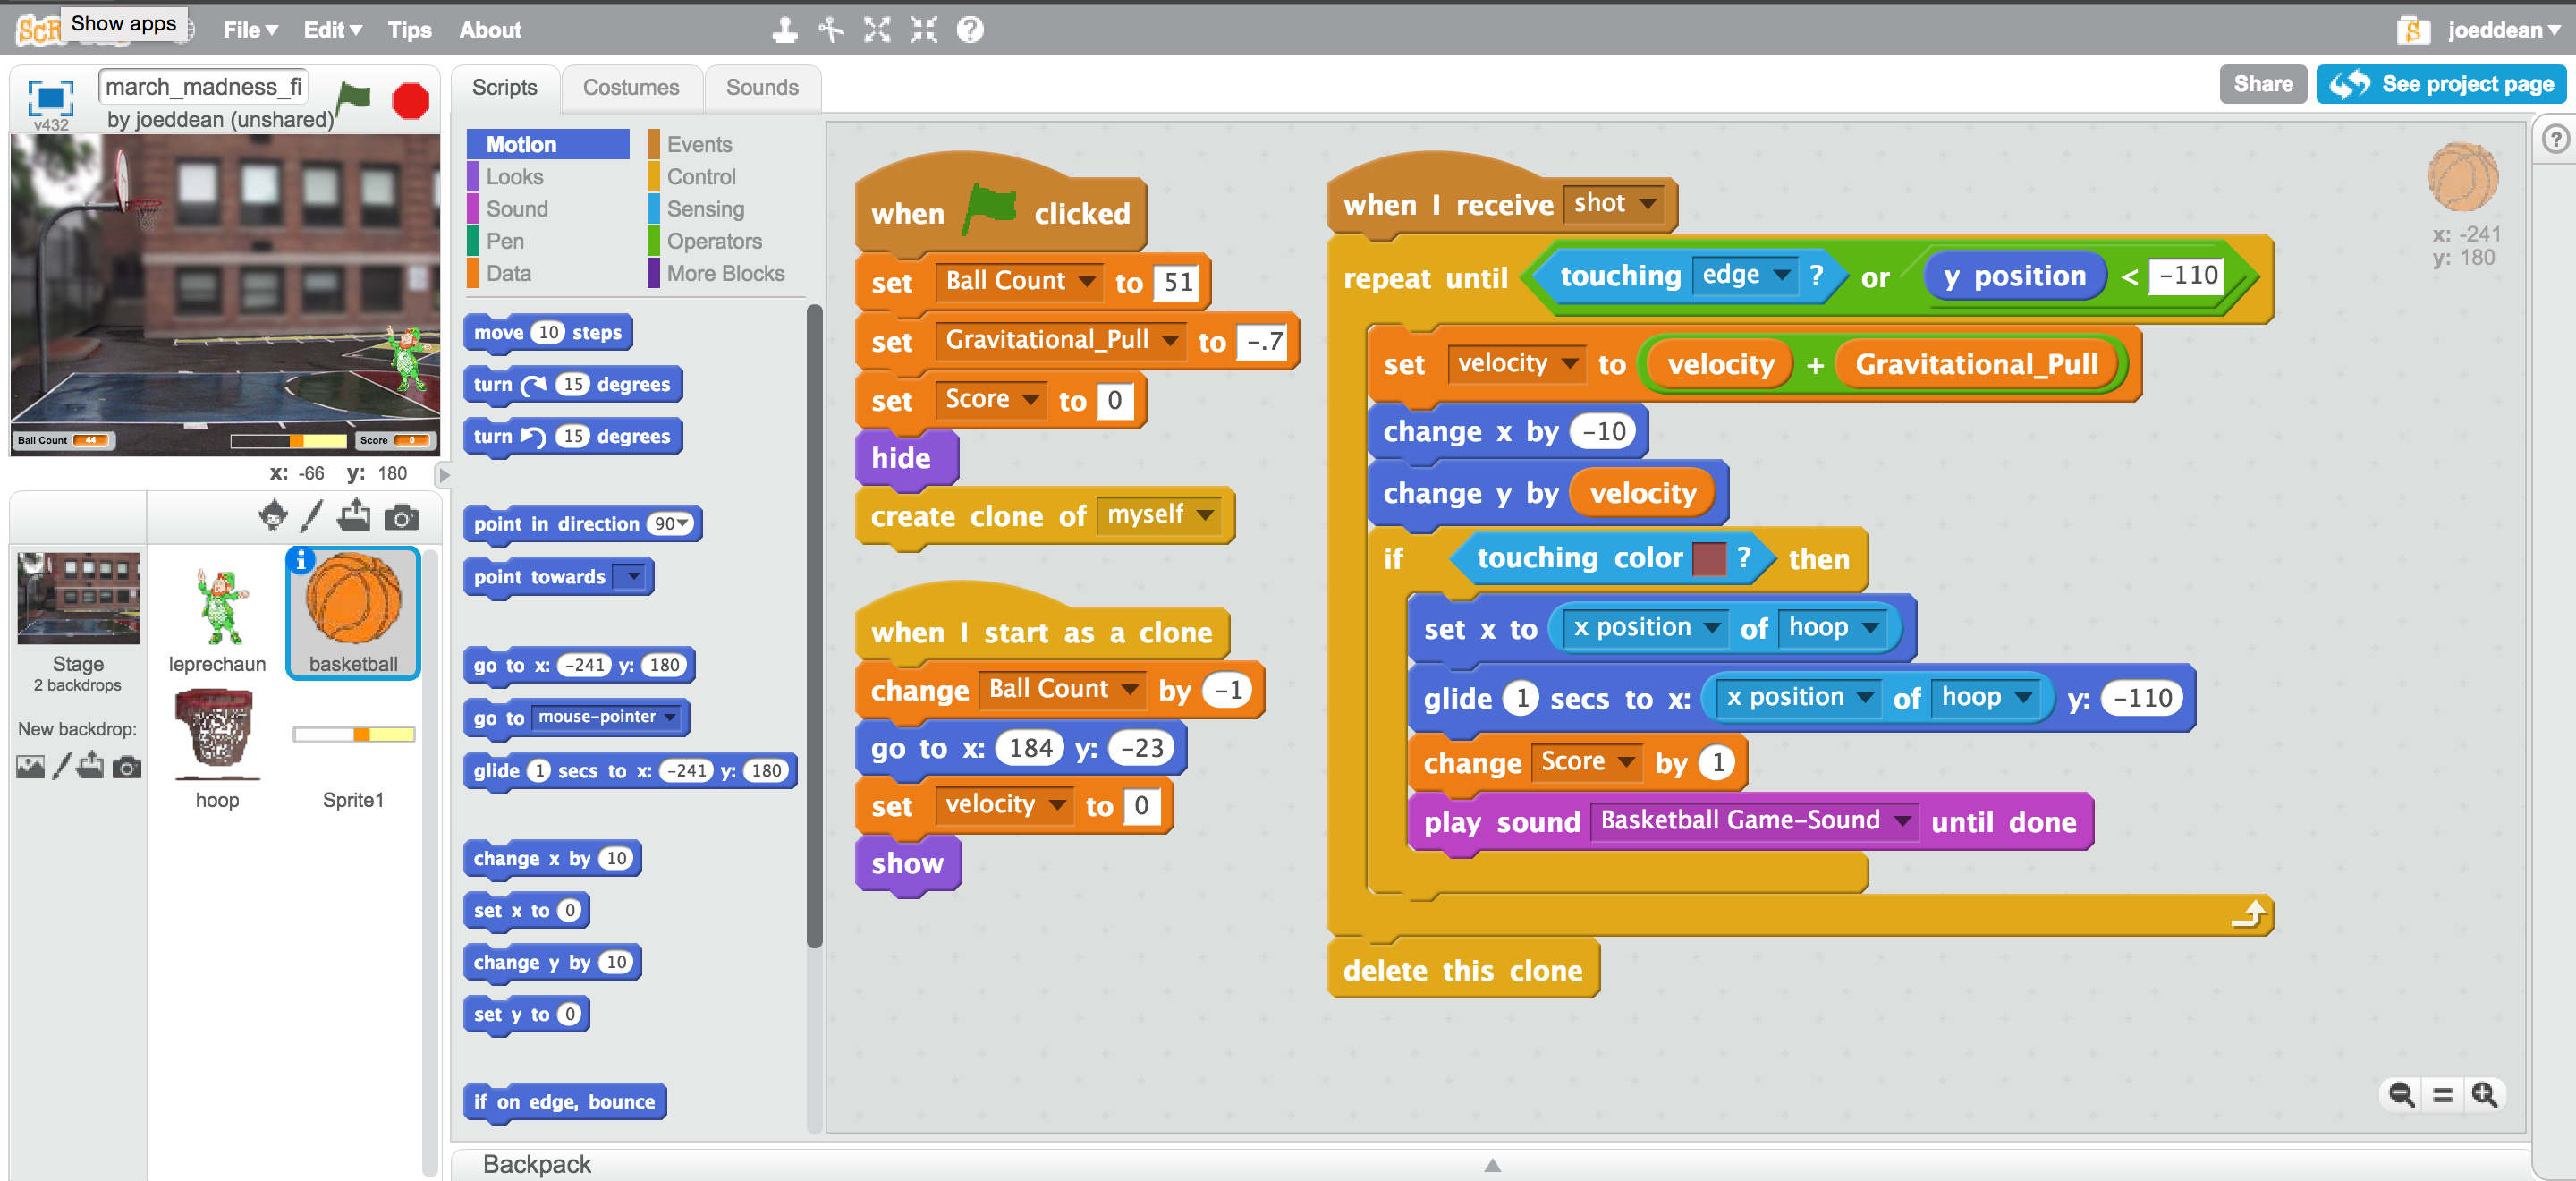 Show apps
File
Edit
Tips
About
joeddean
v432
march_madness_fi
by joeddean (unshared)
Scripts
Costumes
Sounds
Share
See project page
Motion
Events
Looks
Control
Sound
Sensing
Pen
Operators
Data
More Blocks
Ball Count 44
Score 0
x: -66 y: 180
Stage
2 backdrops
New backdrop:
leprechaun
basketball
hoop
Sprite1
move 10 steps
turn 15 degrees
turn 15 degrees
point in direction 90
point towards
go to x: -241 y: 180
go to mouse-pointer
glide 1 secs to x: -241 y: 180
change x by 10
set x to 0
change y by 10
set y to 0
if on edge, bounce
when clicked
set Ball Count to 51
set Gravitational_Pull to -.7
set Score to 0
hide
create clone of myself
when I start as a clone
change Ball Count by -1
go to x: 184 y: -23
set velocity to 0
show
when I receive shot
repeat until touching edge ? or y position < -110
set velocity to velocity + Gravitational_Pull
change x by -10
change y by velocity
if touching color ? then
set x to x position of hoop
glide 1 secs to x: x position of hoop y: -110
change Score by 1
play sound Basketball Game-Sound until done
delete this clone
x: -241
y: 180
Backpack